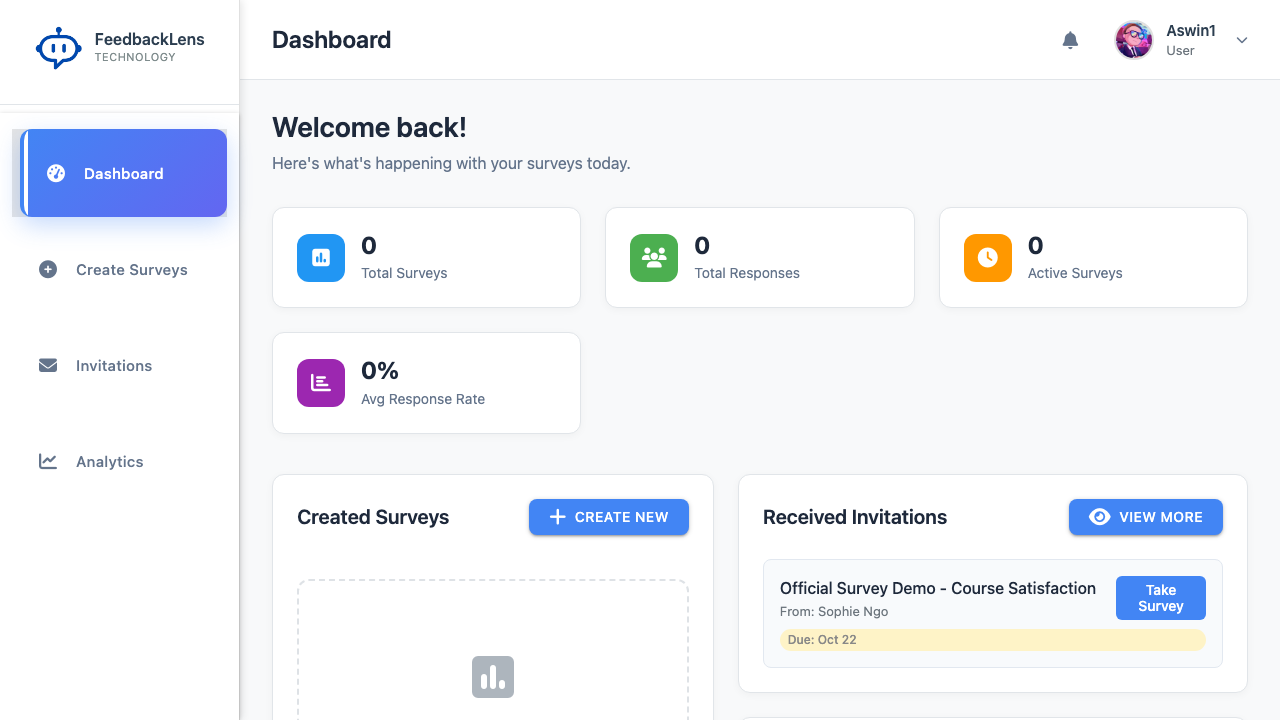 FeedbackLens
TECHNOLOGY
Dashboard
Aswin1
User
Dashboard
Create Surveys
Invitations
Analytics
Welcome back!
Here's what's happening with your surveys today.
0
Total Surveys
0
Total Responses
0
Active Surveys
0%
Avg Response Rate
Created Surveys
CREATE NEW
Received Invitations
VIEW MORE
Official Survey Demo - Course Satisfaction
From: Sophie Ngo
Take
Survey
Due: Oct 22